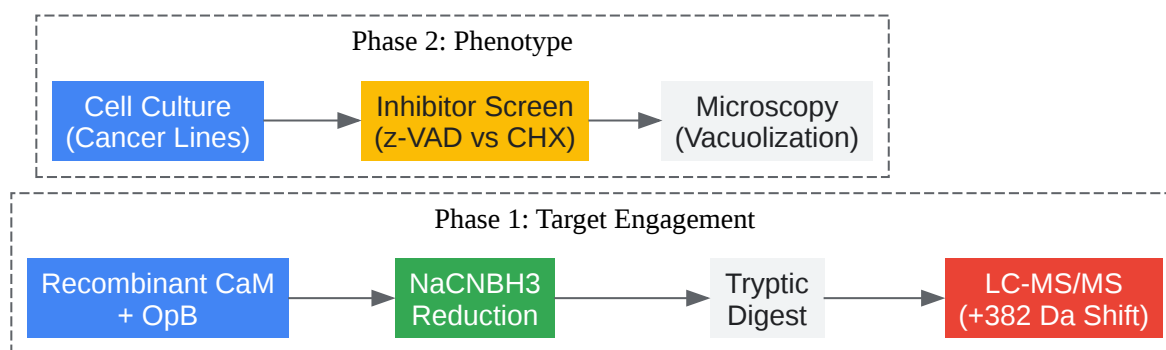 Phase 2: Phenotype
Cell Culture
(Cancer Lines)
Inhibitor Screen
(z-VAD vs CHX)
Microscopy
(Vacuolization)
Phase 1: Target Engagement
Recombinant CaM
+ OpB
NaCNBH3
Reduction
Tryptic
Digest
LC-MS/MS
(+382 Da Shift)